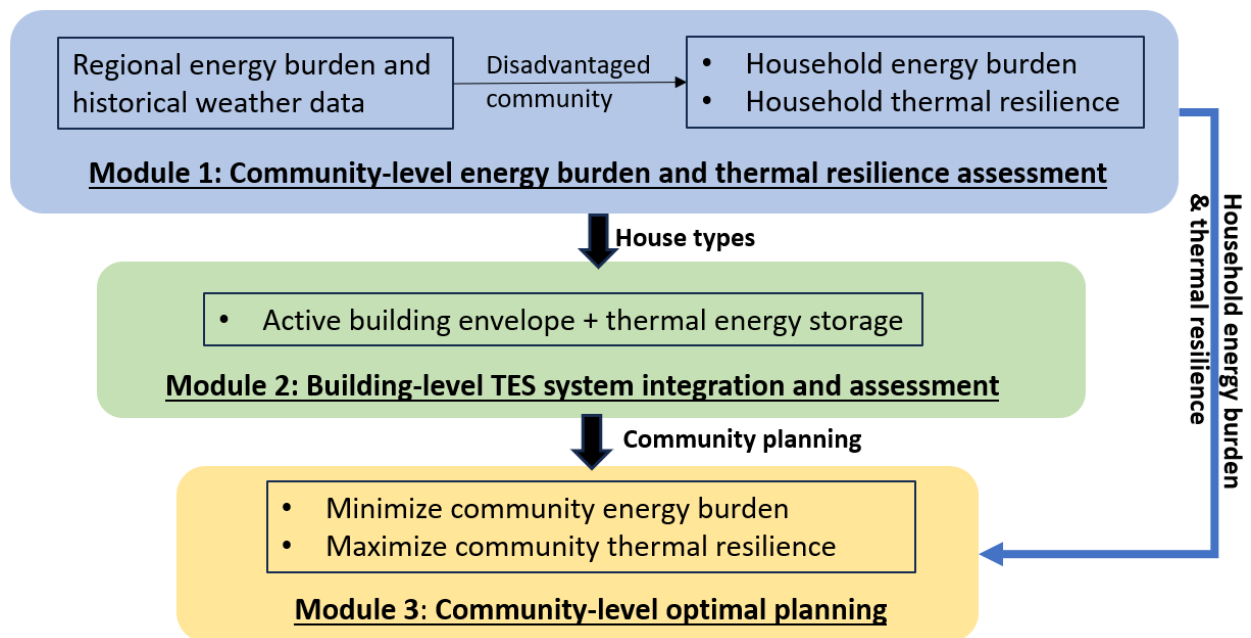 Regional energy burden and
historical weather data
Disadvantaged
community
• Household energy burden
• Household thermal resilience
Module 1: Community-level energy burden and thermal resilience assessment
House types
• Active building envelope + thermal energy storage
Module 2: Building-level TES system integration and assessment
Community planning
• Minimize community energy burden
• Maximize community thermal resilience
Module 3: Community-level optimal planning
Household energy burden
& thermal resilience